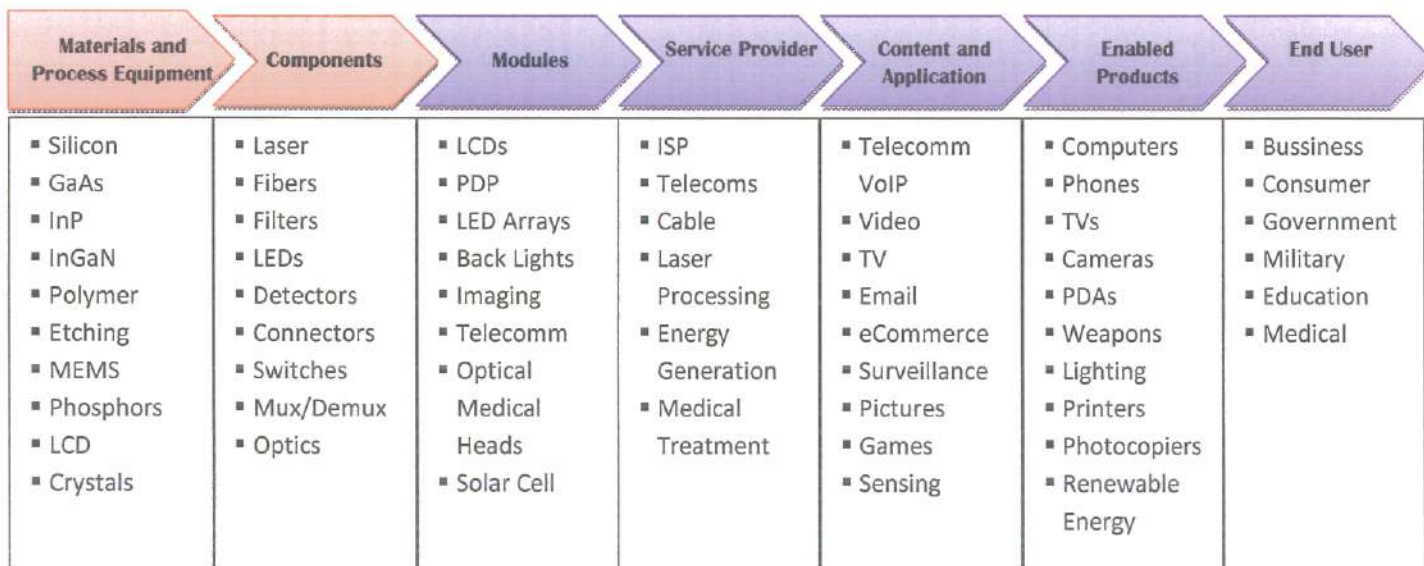 Materials and
Process Equipment
Components
Modules
Service Provider
Content and
Application
Enabled
Products
End User
▪ Silicon
▪ GaAs
▪ InP
▪ InGaN
▪ Polymer
▪ Etching
▪ MEMS
▪ Phosphors
▪ LCD
▪ Crystals
▪ Laser
▪ Fibers
▪ Filters
▪ LEDs
▪ Detectors
▪ Connectors
▪ Switches
▪ Mux/Demux
▪ Optics
▪ LCDs
▪ PDP
▪ LED Arrays
▪ Back Lights
▪ Imaging
▪ Telecomm
▪ Optical
Medical
Heads
▪ Solar Cell
▪ ISP
▪ Telecoms
▪ Cable
▪ Laser
Processing
▪ Energy
Generation
▪ Medical
Treatment
▪ Telecomm
VoIP
▪ Video
▪ TV
▪ Email
▪ eCommerce
▪ Surveillance
▪ Pictures
▪ Games
▪ Sensing
▪ Computers
▪ Phones
▪ TVs
▪ Cameras
▪ PDAs
▪ Weapons
▪ Lighting
▪ Printers
▪ Photocopiers
▪ Renewable
Energy
▪ Bussiness
▪ Consumer
▪ Government
▪ Military
▪ Education
▪ Medical